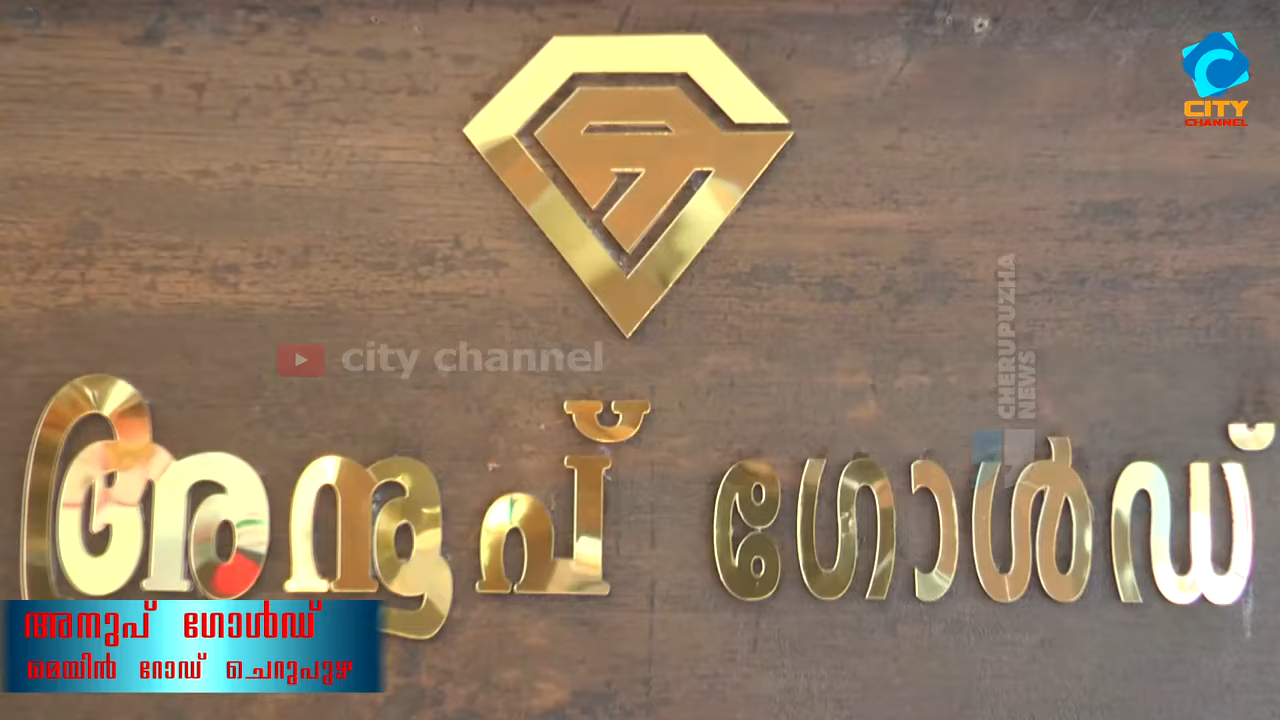 CITY
CHANNEL
city channel
CHERUPUZHA
NEWS
അനൂപ് ഗോൾഡ്
അനുപ് ഗോൾഡ്
മെയിൻ റോഡ് ചെറുപുഴ